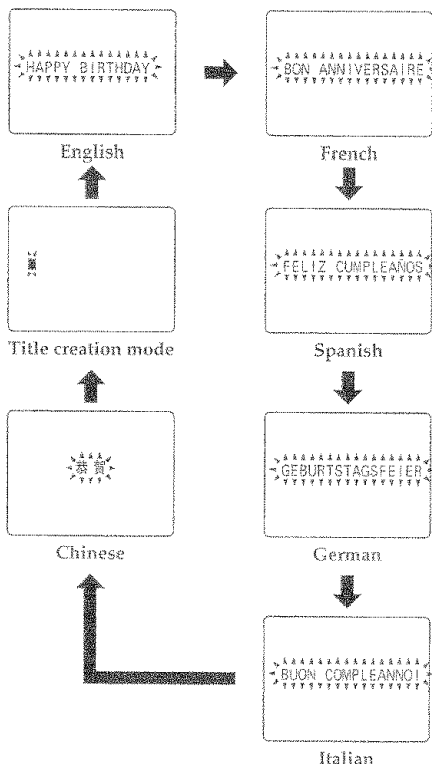 HAPPY BIRTHDAY
English
BON ANNIVERSAIRE
French
FELIZ CUMPLEAÑOS
Spanish
GEBURTSTAGSFEIER
German
BUON COMPLEANNO!
Italian
恭贺
Chinese
Title creation mode